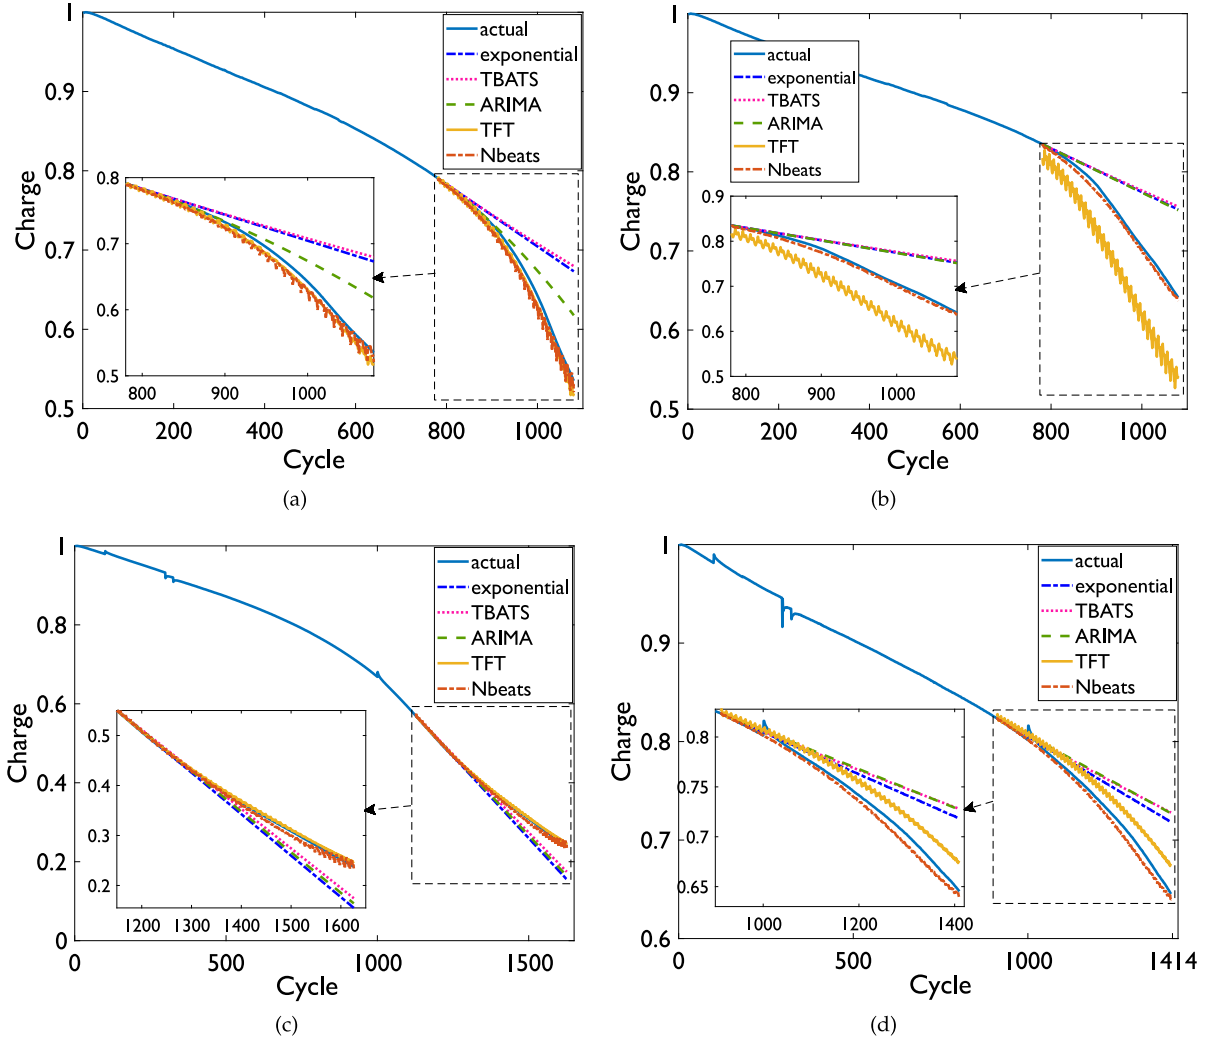 1
0.9
0.8
0.7
0.6
0.5
Charge
0 200 400 600 800 1000
Cycle
actual
exponential
TBATS
ARIMA
TFT
Nbeats
0.8
0.7
0.6
0.5
800 900 1000
(a)
1
0.9
0.8
0.7
0.6
0.5
Charge
0 200 400 600 800 1000
Cycle
actual
exponential
TBATS
ARIMA
TFT
Nbeats
0.9
0.8
0.7
0.6
0.5
800 900 1000
(b)
1
0.8
0.6
0.4
0.2
0
Charge
0 500 1000 1500
Cycle
actual
exponential
TBATS
ARIMA
TFT
Nbeats
0.5
0.4
0.3
0.2
1200 1300 1400 1500 1600
(c)
1
0.9
0.8
0.7
0.6
Charge
0 500 1000 1414
Cycle
actual
exponential
TBATS
ARIMA
TFT
Nbeats
0.8
0.75
0.7
0.65
1000 1200 1400
(d)